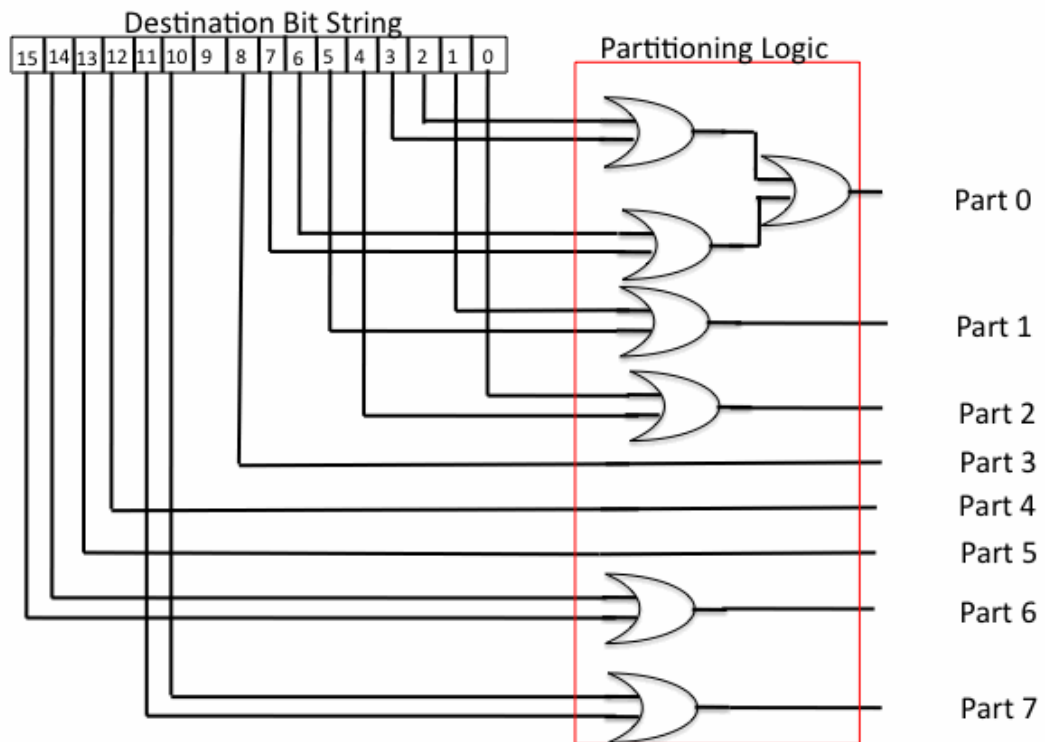 Destination Bit String
15 14 13 12 11 10 9 8 7 6 5 4 3 2 1 0
Partitioning Logic
Part 0
Part 1
Part 2
Part 3
Part 4
Part 5
Part 6
Part 7